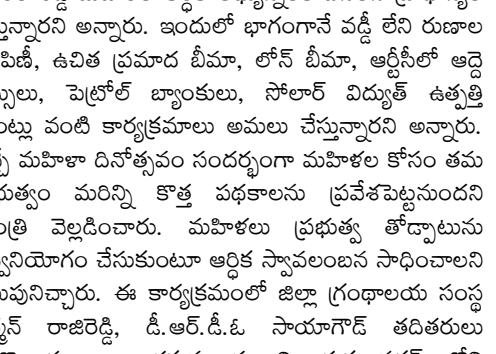 తున్నారని అన్నారు. ఇందులో భాగంగానే వడ్డీ లేని రుణాల
ఉచిత ప్రమాద బీమా, లోన్ బీమా, ఆర్టీసీలో ఆద్దె
పెట్రోల్ బ్యాంకులు, సోలార్ విద్యుత్ ఉత్పత్తి
వంటి కార్యక్రమాలు అమలు చేస్తున్నారని అన్నారు.
మహిళా దినోత్సవం సందర్భంగా మహిళల కోసం తమ
మరిన్ని కొత్త పథకాలను ప్రవేశపెట్టనుందని
వెల్లడించారు. మహిళలు ప్రభుత్వ తోడ్పాటును
చేసుకుంటూ ఆర్థిక స్వావలంబన సాధించాలని
ఈ కార్యక్రమంలో జిల్లా గ్రంథాలయ సంస్థ
రాజిరెడ్డి, డీ.ఆర్.డీ.ఓ సాయాగౌడ్ తదితరులు